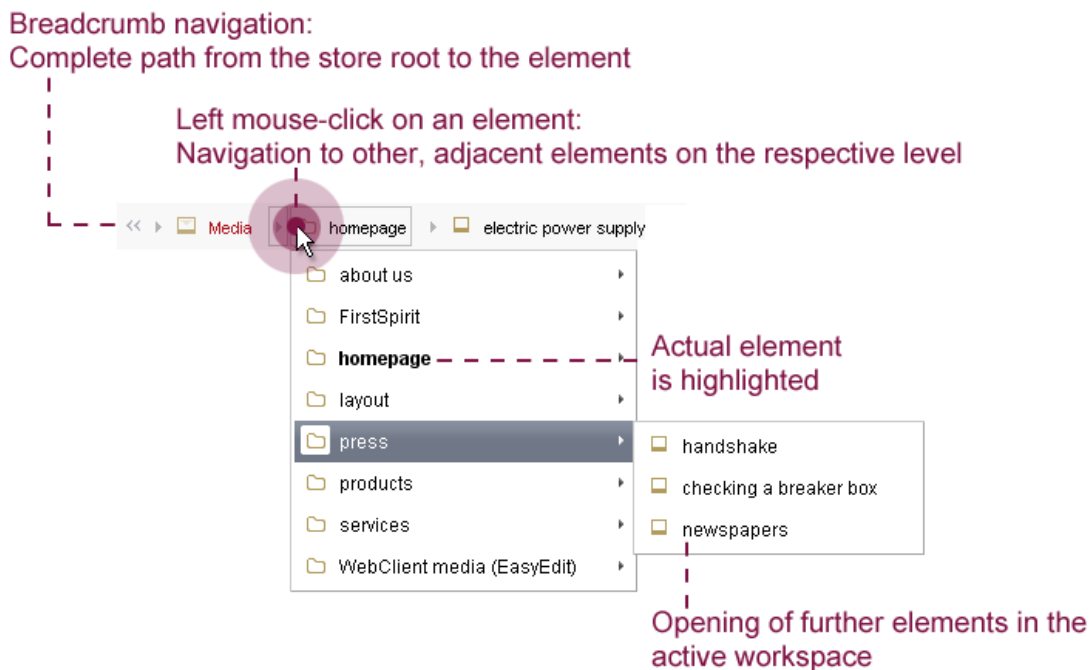 Breadcrumb navigation:
Complete path from the store root to the element
Left mouse-click on an element:
Navigation to other, adjacent elements on the respective level
Media homepage electric power supply
about us
FirstSpirit
homepage
Actual element
is highlighted
layout
press
handshake
products
checking a breaker box
services
newspapers
WebClient media (EasyEdit)
Opening of further elements in the
active workspace